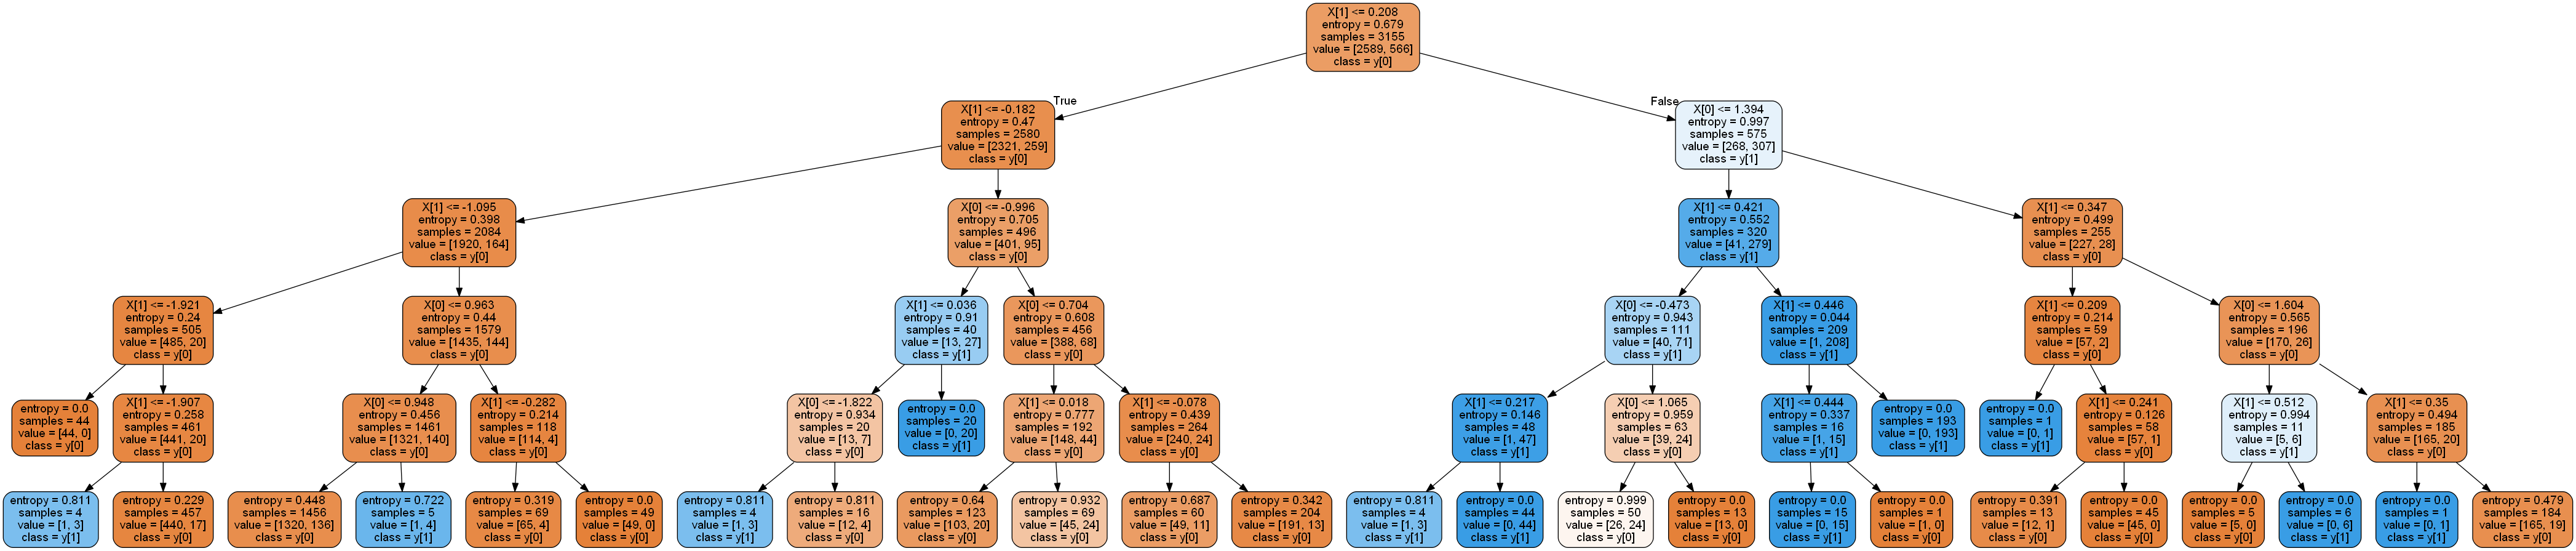 X[1] <= 0.208
entropy = 0.679
samples = 3155
value = [2589, 566]
class = y[0]
True
False
X[1] <= -0.182
entropy = 0.47
samples = 2580
value = [2321, 259]
class = y[0]
X[0] <= 1.394
entropy = 0.997
samples = 575
value = [268, 307]
class = y[1]
X[1] <= -1.095
entropy = 0.398
samples = 2084
value = [1920, 164]
class = y[0]
X[0] <= -0.996
entropy = 0.705
samples = 496
value = [401, 95]
class = y[0]
X[1] <= 0.421
entropy = 0.552
samples = 320
value = [41, 279]
class = y[1]
X[1] <= 0.347
entropy = 0.499
samples = 255
value = [227, 28]
class = y[0]
X[1] <= -1.921
entropy = 0.24
samples = 505
value = [485, 20]
class = y[0]
X[0] <= 0.963
entropy = 0.44
samples = 1579
value = [1435, 144]
class = y[0]
X[1] <= 0.036
entropy = 0.91
samples = 40
value = [13, 27]
class = y[1]
X[0] <= 0.704
entropy = 0.608
samples = 456
value = [388, 68]
class = y[0]
X[0] <= -0.473
entropy = 0.943
samples = 111
value = [40, 71]
class = y[1]
X[1] <= 0.446
entropy = 0.044
samples = 209
value = [1, 208]
class = y[1]
X[1] <= 0.209
entropy = 0.214
samples = 59
value = [57, 2]
class = y[0]
X[0] <= 1.604
entropy = 0.565
samples = 196
value = [170, 26]
class = y[0]
entropy = 0.0
samples = 44
value = [44, 0]
class = y[0]
X[1] <= -1.907
entropy = 0.258
samples = 461
value = [441, 20]
class = y[0]
X[0] <= 0.948
entropy = 0.456
samples = 1461
value = [1321, 140]
class = y[0]
X[1] <= -0.282
entropy = 0.214
samples = 118
value = [114, 4]
class = y[0]
X[0] <= -1.822
entropy = 0.934
samples = 20
value = [13, 7]
class = y[0]
entropy = 0.0
samples = 20
value = [0, 20]
class = y[1]
X[1] <= 0.018
entropy = 0.777
samples = 192
value = [148, 44]
class = y[0]
X[1] <= -0.078
entropy = 0.439
samples = 264
value = [240, 24]
class = y[0]
X[1] <= 0.217
entropy = 0.146
samples = 48
value = [1, 47]
class = y[1]
X[0] <= 1.065
entropy = 0.959
samples = 63
value = [39, 24]
class = y[0]
X[1] <= 0.444
entropy = 0.337
samples = 16
value = [1, 15]
class = y[1]
entropy = 0.0
samples = 193
value = [0, 193]
class = y[1]
entropy = 0.0
samples = 1
value = [0, 1]
class = y[1]
X[1] <= 0.241
entropy = 0.126
samples = 58
value = [57, 1]
class = y[0]
X[1] <= 0.512
entropy = 0.994
samples = 11
value = [5, 6]
class = y[1]
X[1] <= 0.35
entropy = 0.494
samples = 185
value = [165, 20]
class = y[0]
entropy = 0.811
samples = 4
value = [1, 3]
class = y[1]
entropy = 0.229
samples = 457
value = [440, 17]
class = y[0]
entropy = 0.448
samples = 1456
value = [1320, 136]
class = y[0]
entropy = 0.722
samples = 5
value = [1, 4]
class = y[1]
entropy = 0.319
samples = 69
value = [65, 4]
class = y[0]
entropy = 0.0
samples = 49
value = [49, 0]
class = y[0]
entropy = 0.811
samples = 4
value = [1, 3]
class = y[1]
entropy = 0.811
samples = 16
value = [12, 4]
class = y[0]
entropy = 0.64
samples = 123
value = [103, 20]
class = y[0]
entropy = 0.932
samples = 69
value = [45, 24]
class = y[0]
entropy = 0.687
samples = 60
value = [49, 11]
class = y[0]
entropy = 0.342
samples = 204
value = [191, 13]
class = y[0]
entropy = 0.811
samples = 4
value = [1, 3]
class = y[1]
entropy = 0.0
samples = 44
value = [0, 44]
class = y[1]
entropy = 0.999
samples = 50
value = [26, 24]
class = y[0]
entropy = 0.0
samples = 13
value = [13, 0]
class = y[0]
entropy = 0.0
samples = 15
value = [0, 15]
class = y[1]
entropy = 0.0
samples = 1
value = [1, 0]
class = y[0]
entropy = 0.391
samples = 13
value = [12, 1]
class = y[0]
entropy = 0.0
samples = 45
value = [45, 0]
class = y[0]
entropy = 0.0
samples = 5
value = [5, 0]
class = y[0]
entropy = 0.0
samples = 6
value = [0, 6]
class = y[1]
entropy = 0.0
samples = 1
value = [0, 1]
class = y[1]
entropy = 0.479
samples = 184
value = [165, 19]
class = y[0]